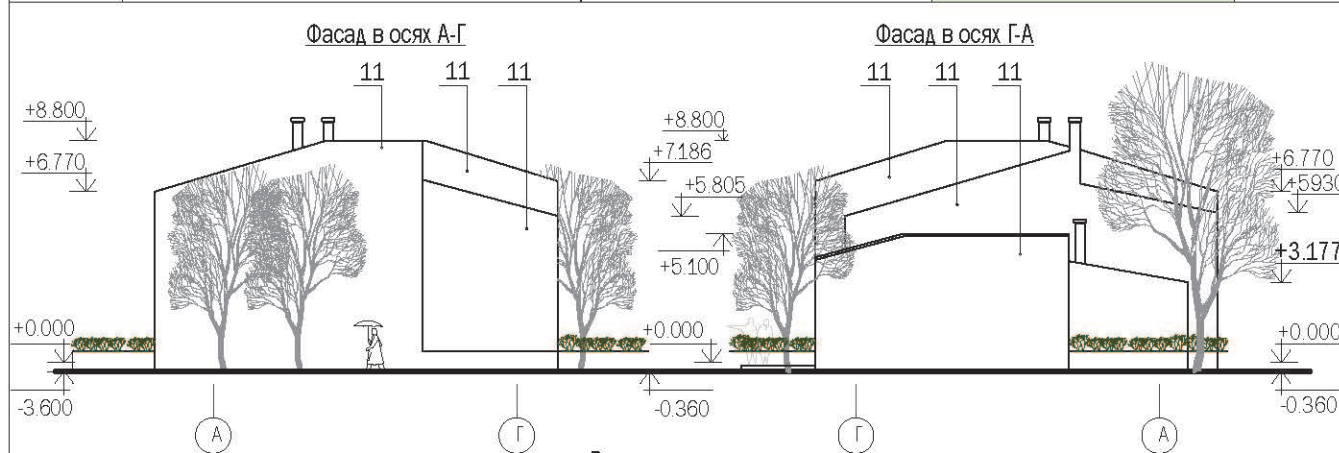 Фасад в осях А-Г
11 11 11
+8.800
+6.770
+0.000
-3.600
+7.186
+5.805
+5.100
+0.000
-0.360
А Г
Фасад в осях Г-А
11 11 11
+8.800
+6.770
+5930
+3.177
+0.000
-0.360
Г А